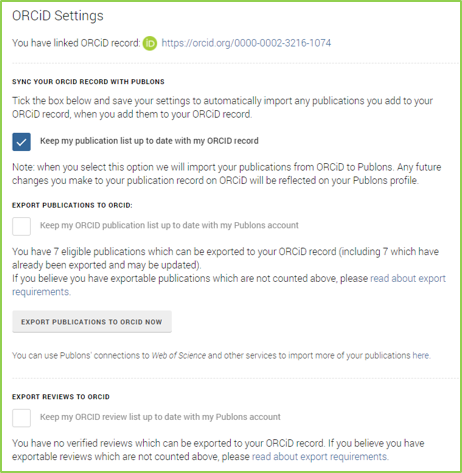 ORCiD Settings
You have linked ORCiD record: iD https://orcid.org/0000-0002-3216-1074
SYNC YOUR ORCID RECORD WITH PUBLONS
Tick the box below and save your settings to automatically import any publications you add to your
ORCiD record, when you add them to your ORCiD record.
Keep my publication list up to date with my ORCID record
Note: when you select this option we will import your publications from ORCiD to Publons. Any future
changes you make to your publication record on ORCiD will be reflected on your Publons profile.
EXPORT PUBLICATIONS TO ORCID:
Keep my ORCID publication list up to date with my Publons account
You have 7 eligible publications which can be exported to your ORCiD record (including 7 which have
already been exported and may be updated).
If you believe you have exportable publications which are not counted above, please read about export
requirements.
EXPORT PUBLICATIONS TO ORCID NOW
You can use Publons' connections to Web of Science and other services to import more of your publications here.
EXPORT REVIEWS TO ORCID
Keep my ORCID review list up to date with my Publons account
You have no verified reviews which can be exported to your ORCiD record. If you believe you have
exportable reviews which are not counted above, please read about export requirements.